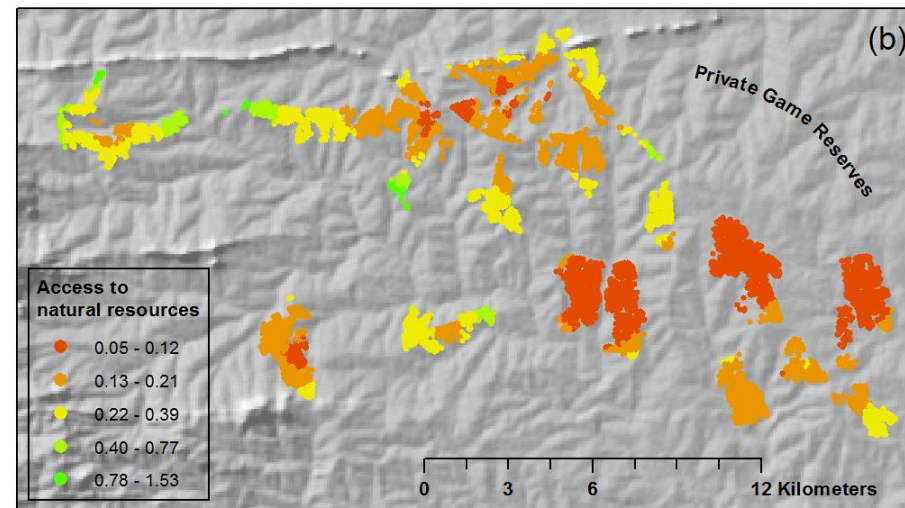 (b)
Private Game Reserves
Access to
natural resources
0.05 - 0.12
0.13 - 0.21
0.22 - 0.39
0.40 - 0.77
0.78 - 1.53
0 3 6 12 Kilometers